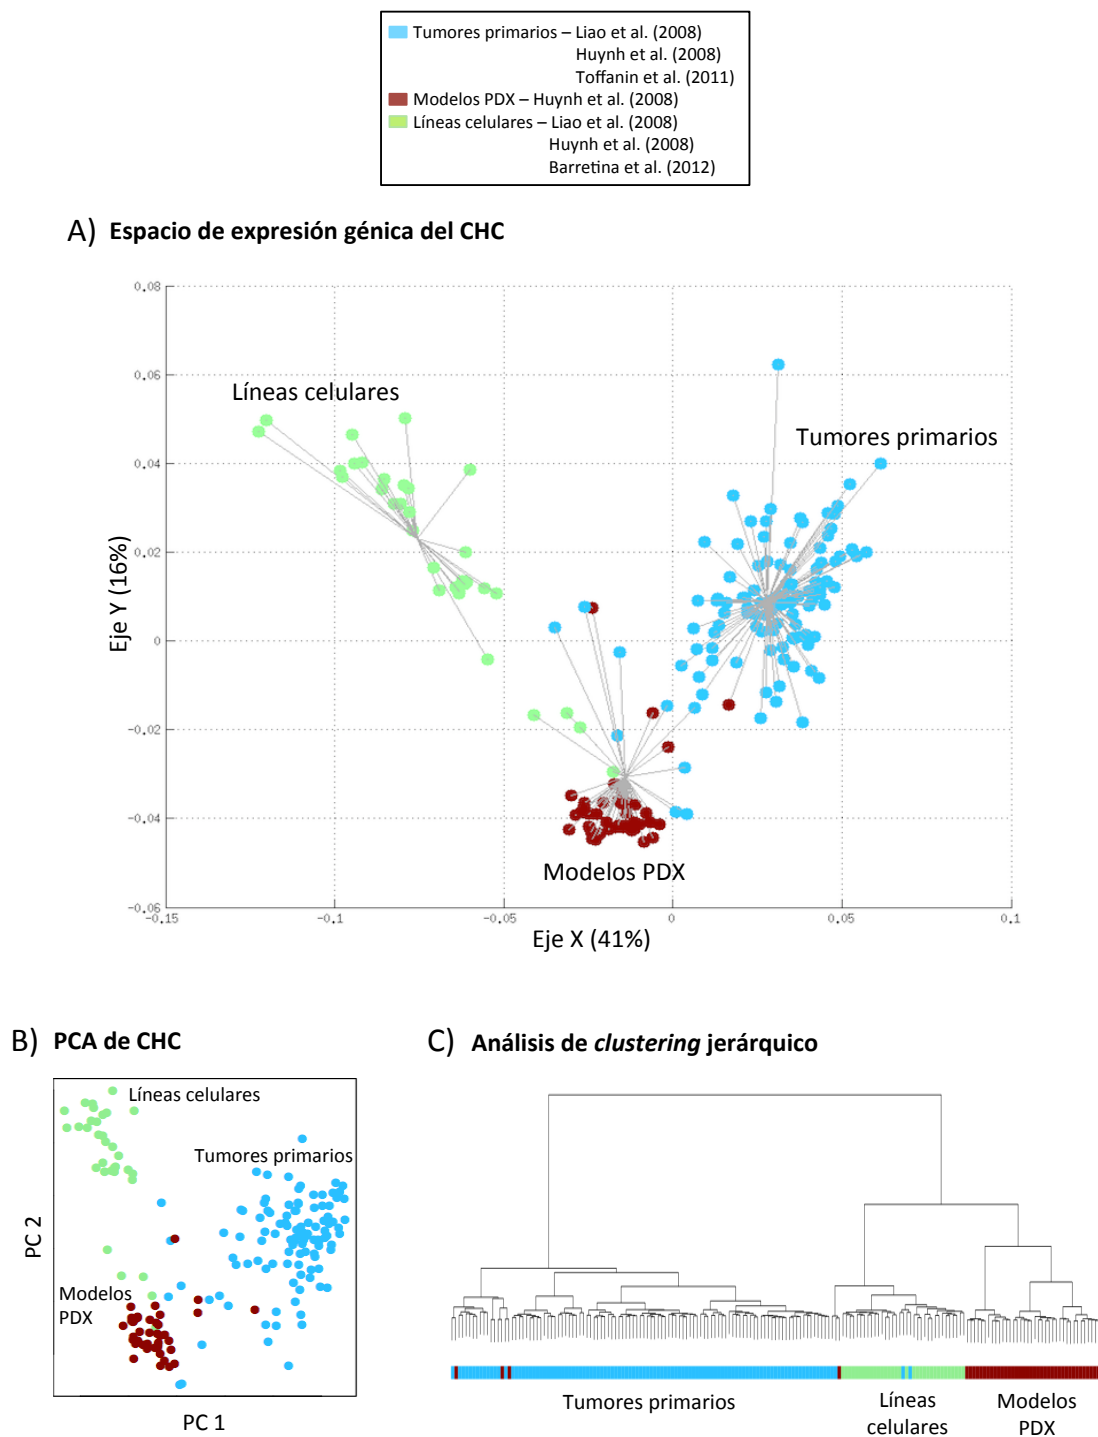 Tumores primarios – Liao et al. (2008)
Huynh et al. (2008)
Toffanin et al. (2011)
Modelos PDX – Huynh et al. (2008)
Líneas celulares – Liao et al. (2008)
Huynh et al. (2008)
Barretina et al. (2012)
A) Espacio de expresión génica del CHC
0.08
0.06
0.04
0.02
0
-0.02
-0.04
-0.06
Eje Y (16%)
Líneas celulares
Tumores primarios
Modelos PDX
-0.15
-0.1
-0.05
0
0.05
0.1
Eje X (41%)
B) PCA de CHC
Líneas celulares
Tumores primarios
Modelos
PDX
PC 2
PC 1
C) Análisis de clustering jerárquico
Tumores primarios
Líneas
celulares
Modelos
PDX